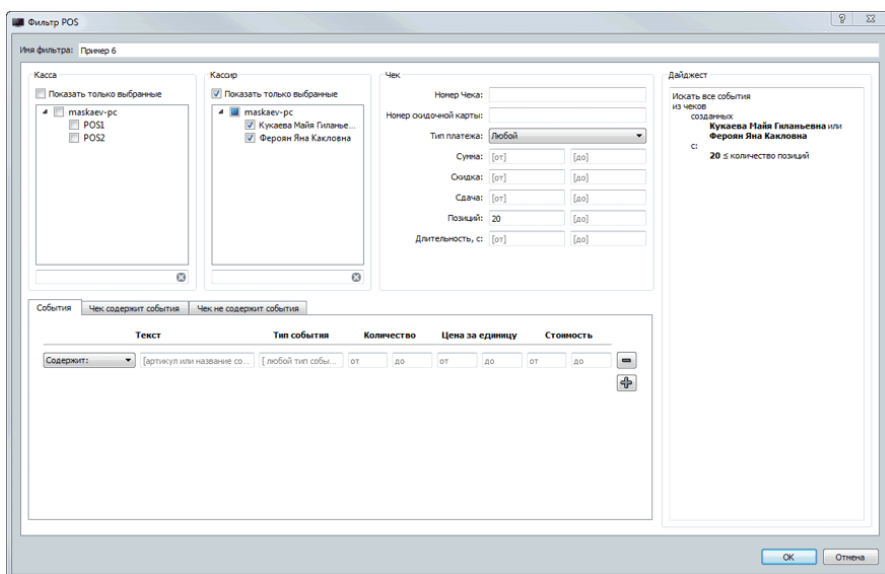 Фильтр POS
Имя фильтра: Пример 6
Касса
Показать только выбранные
maskaev-pc
POS1
POS2
Кассир
Показать только выбранные
maskaev-pc
Кукаева Майя Гиланье...
Фероян Яна Какловна
Чек
Номер Чека:
Номер скидочной карты:
Тип платежа: Любой
Сумма: [от] [до]
Скидка: [от] [до]
Сдача: [от] [до]
Позиций: 20 [до]
Длительность, с: [от] [до]
Дайджест
Искать все события
из чеков
созданных
Кукаева Майя Гиланьевна или
Фероян Яна Какловна
с:
20 ≤ количество позиций
События Чек содержит события Чек не содержит события
Текст Тип события Количество Цена за единицу Стоимость
Содержит: [артикул или название со... [ любой тип собы... от до от до от до
OK Отмена